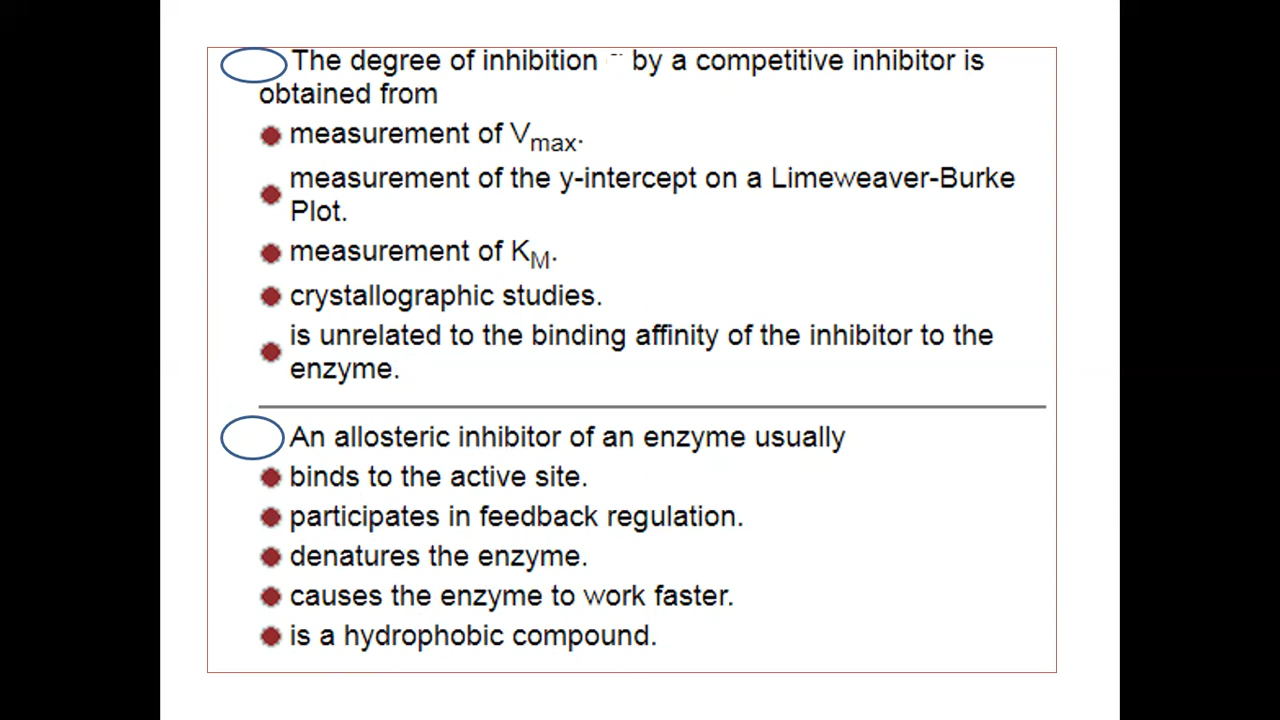 The degree of inhibition by a competitive inhibitor is
obtained from
measurement of Vmax.
measurement of the y-intercept on a Limeweaver-Burke
Plot.
measurement of KM.
crystallographic studies.
is unrelated to the binding affinity of the inhibitor to the
enzyme.
An allosteric inhibitor of an enzyme usually
binds to the active site.
participates in feedback regulation.
denatures the enzyme.
causes the enzyme to work faster.
is a hydrophobic compound.